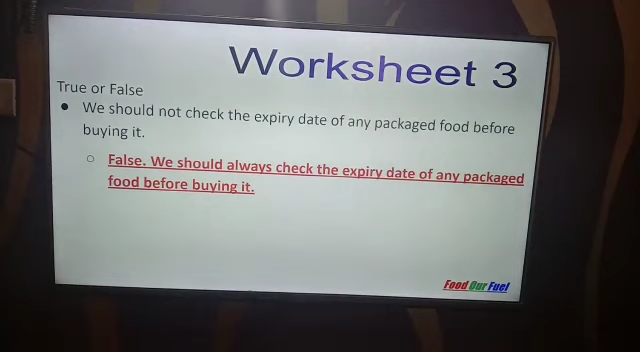 Worksheet 3
True or False
● We should not check the expiry date of any packaged food before
buying it.
○ False. We should always check the expiry date of any packaged
food before buying it.
Food Our Fuel